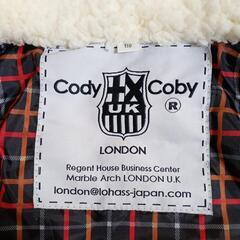 Cody Coby
UK
®
LONDON
Regent House Business Center
Marble Arch LONDON U.K
london@lohass-japan.com